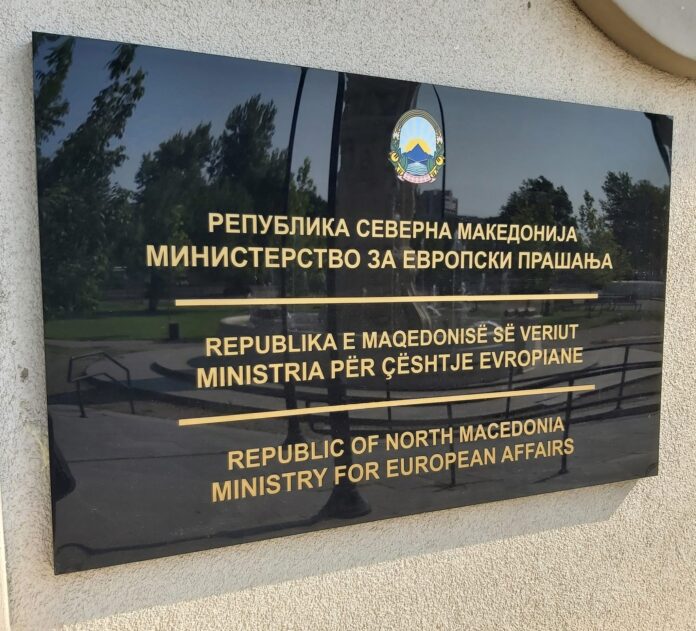 РЕПУБЛИКА СЕВЕРНА МАКЕДОНИЈА
МИНИСТЕРСТВО ЗА ЕВРОПСКИ ПРАШАЊА
REPUBLIKA E MAQEDONISË SË VERIUT
MINISTRIA PËR ÇËSHTJE EVROPIANE
REPUBLIC OF NORTH MACEDONIA
MINISTRY FOR EUROPEAN AFFAIRS